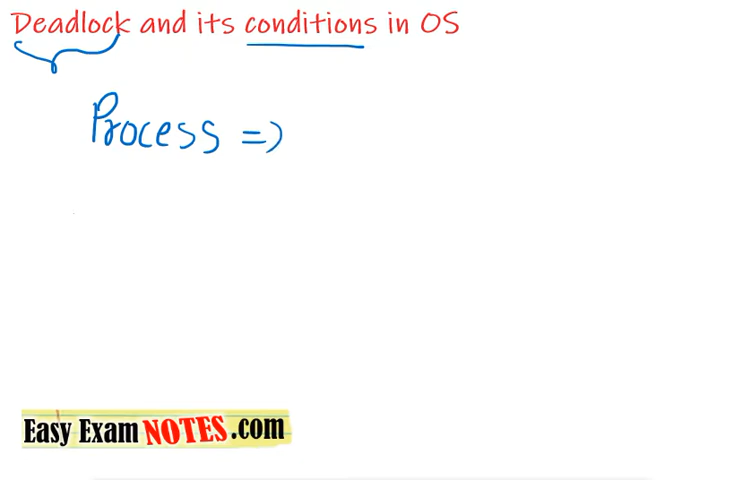 Deadlock and its conditions in OS
Process =>
Easy Exam NOTES.com